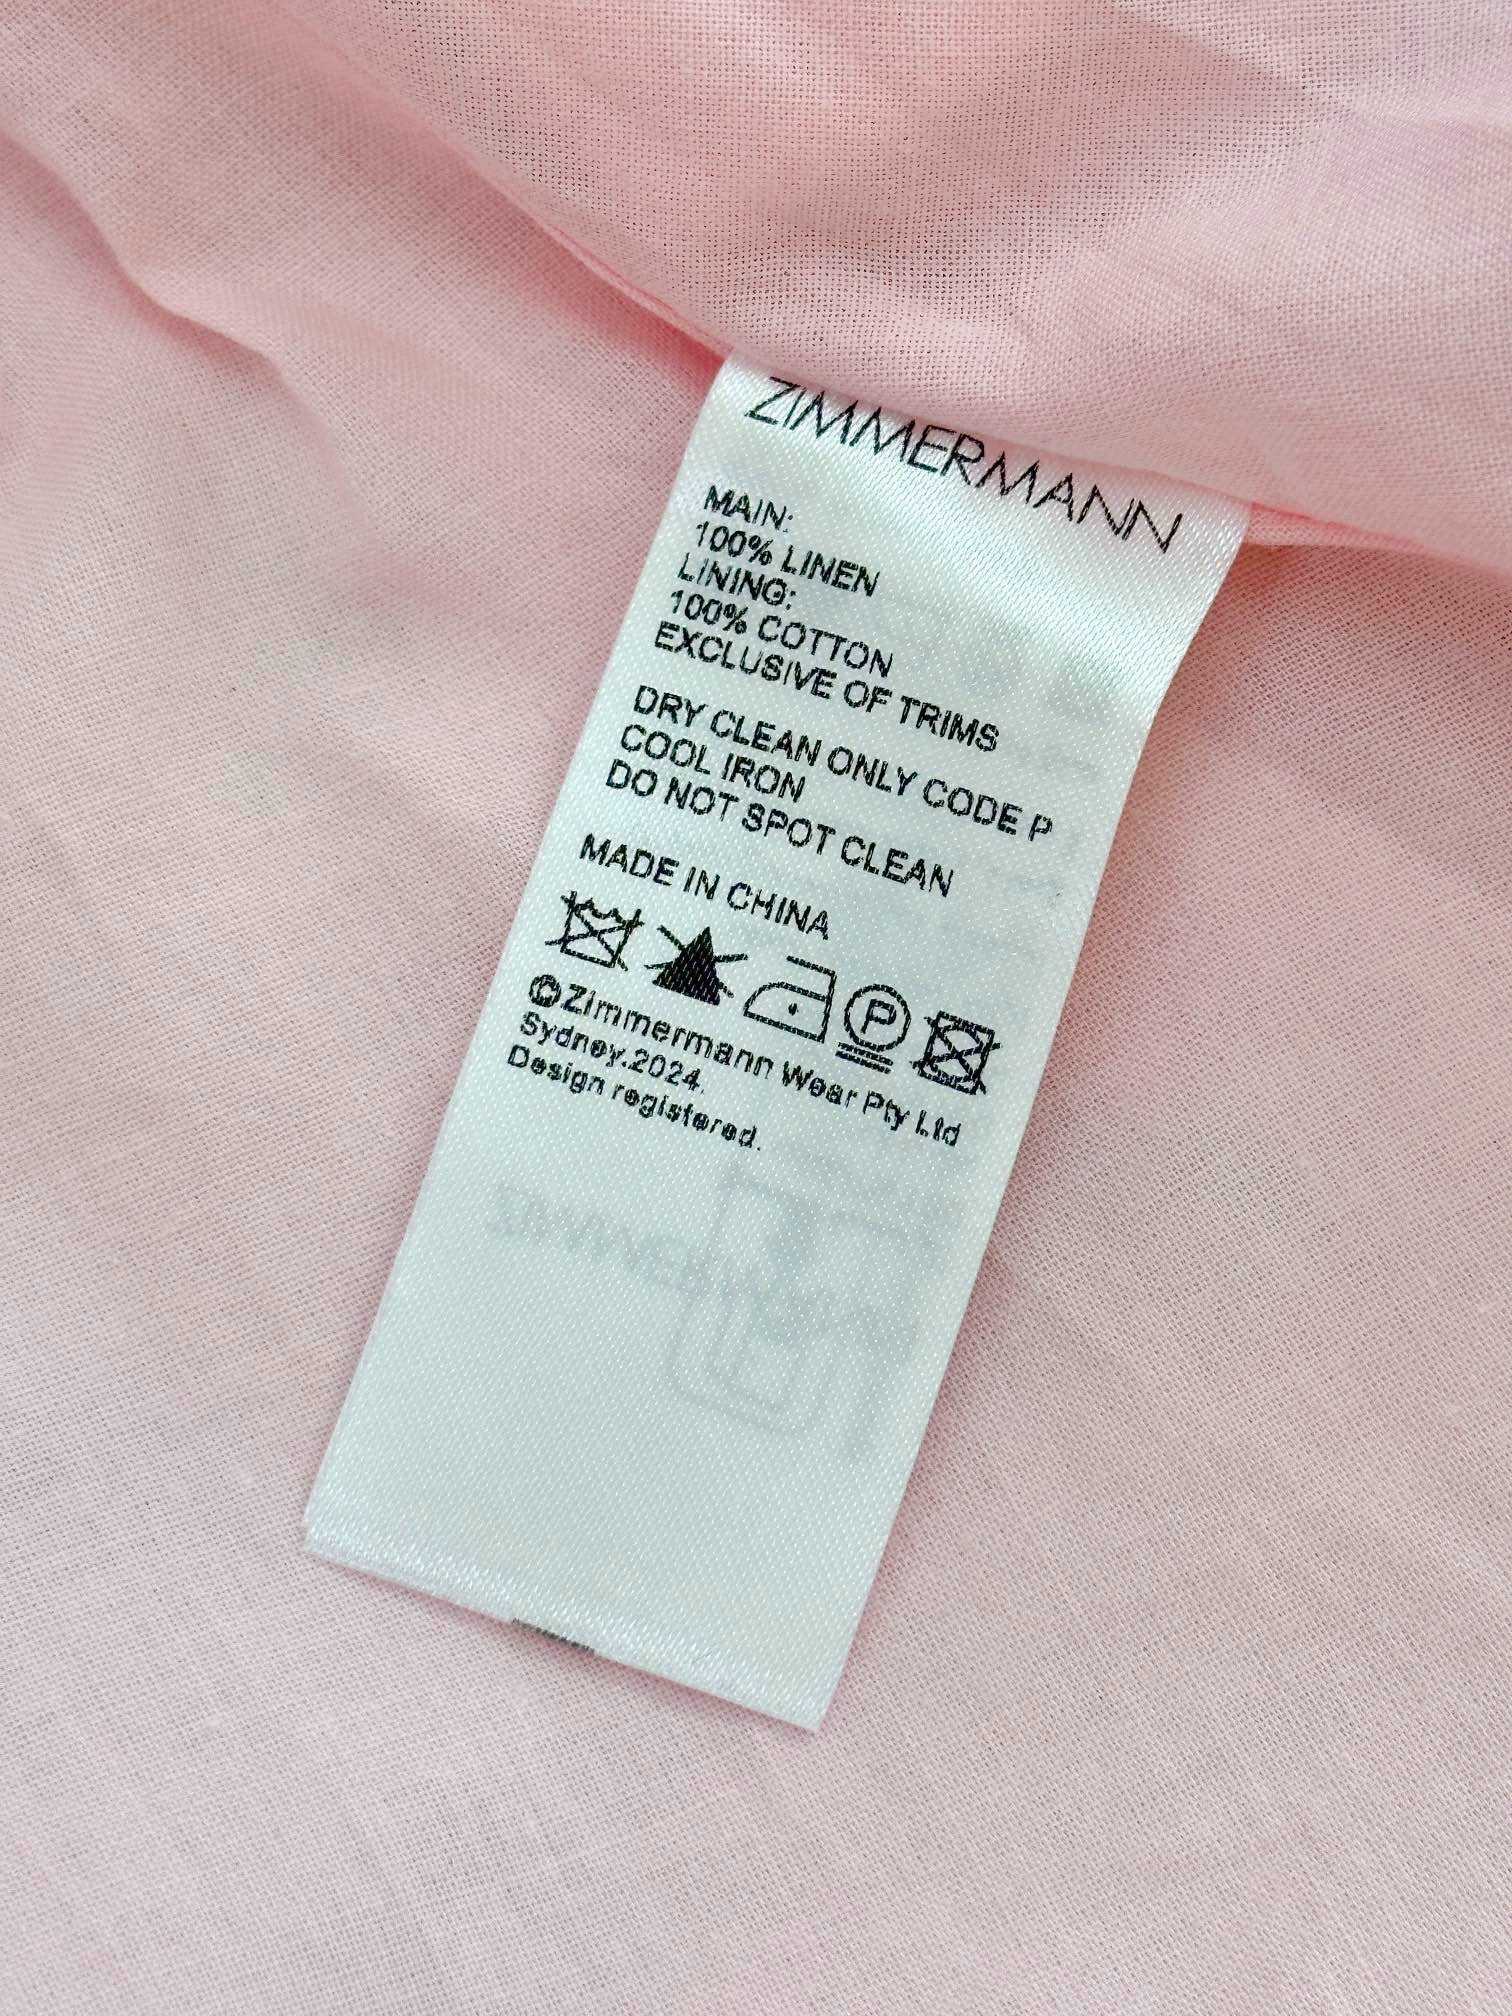 ZIMMERMANN
MAIN:
100% LINEN
LINING:
100% COTTON
EXCLUSIVE OF TRIMS
DRY CLEAN ONLY CODE P
COOL IRON
DO NOT SPOT CLEAN
MADE IN CHINA
P
©Zimmermann Wear Pty Ltd
Sydney.2024.
Design registered.